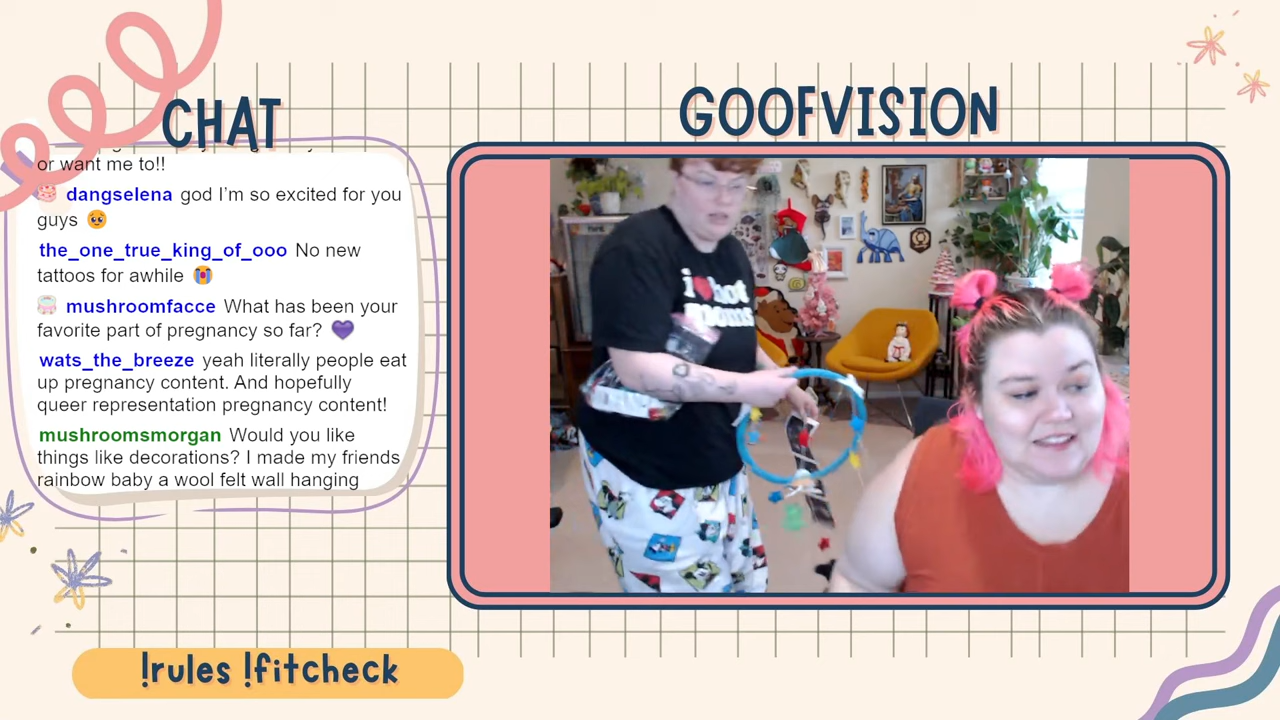 CHAT
GOOFVISION
or want me to!!
dangselena god I'm so excited for you
guys 🥺
the_one_true_king_of_ooo No new
tattoos for awhile 😭
mushroomfacce What has been your
favorite part of pregnancy so far? 💜
wats_the_breeze yeah literally people eat
up pregnancy content. And hopefully
queer representation pregnancy content!
mushroomsmorgan Would you like
things like decorations? I made my friends
rainbow baby a wool felt wall hanging
i ❤ hot
!rules !fitcheck